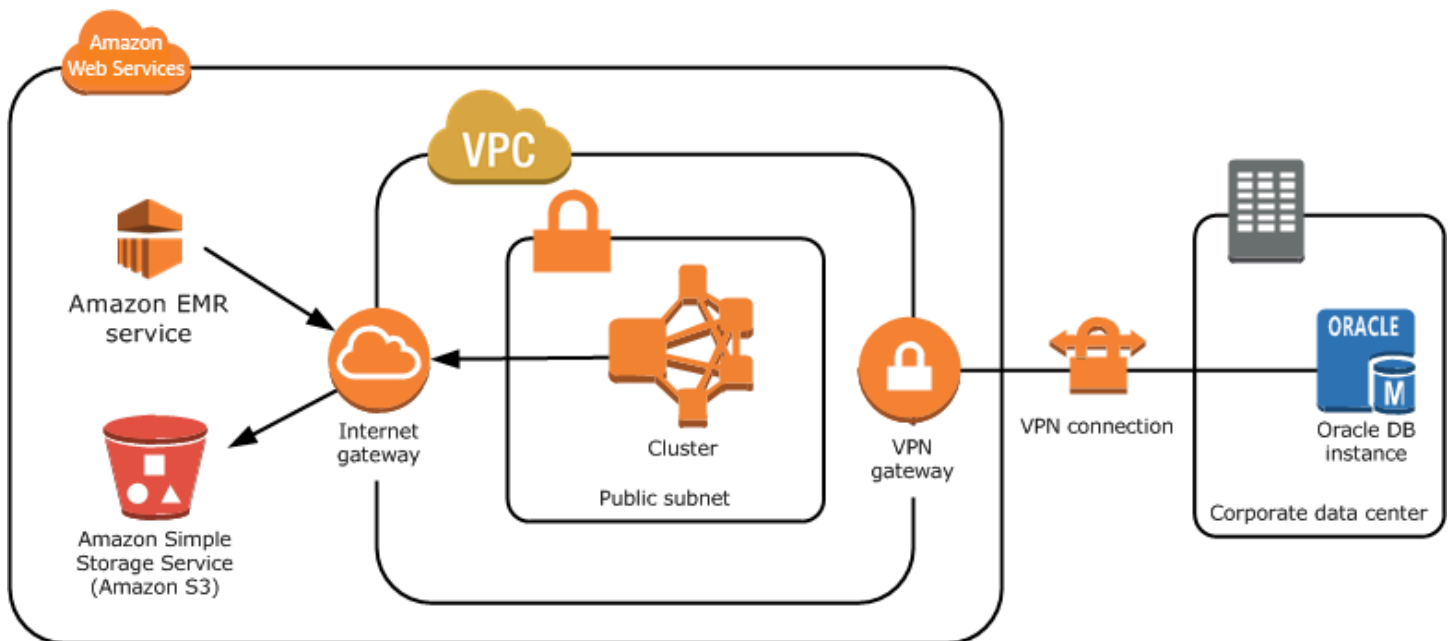 Amazon
Web Services
VPC
Amazon EMR
service
Internet
gateway
Cluster
Public subnet
VPN
gateway
VPN connection
ORACLE
M
Oracle DB
instance
Corporate data center
Amazon Simple
Storage Service
(Amazon S3)